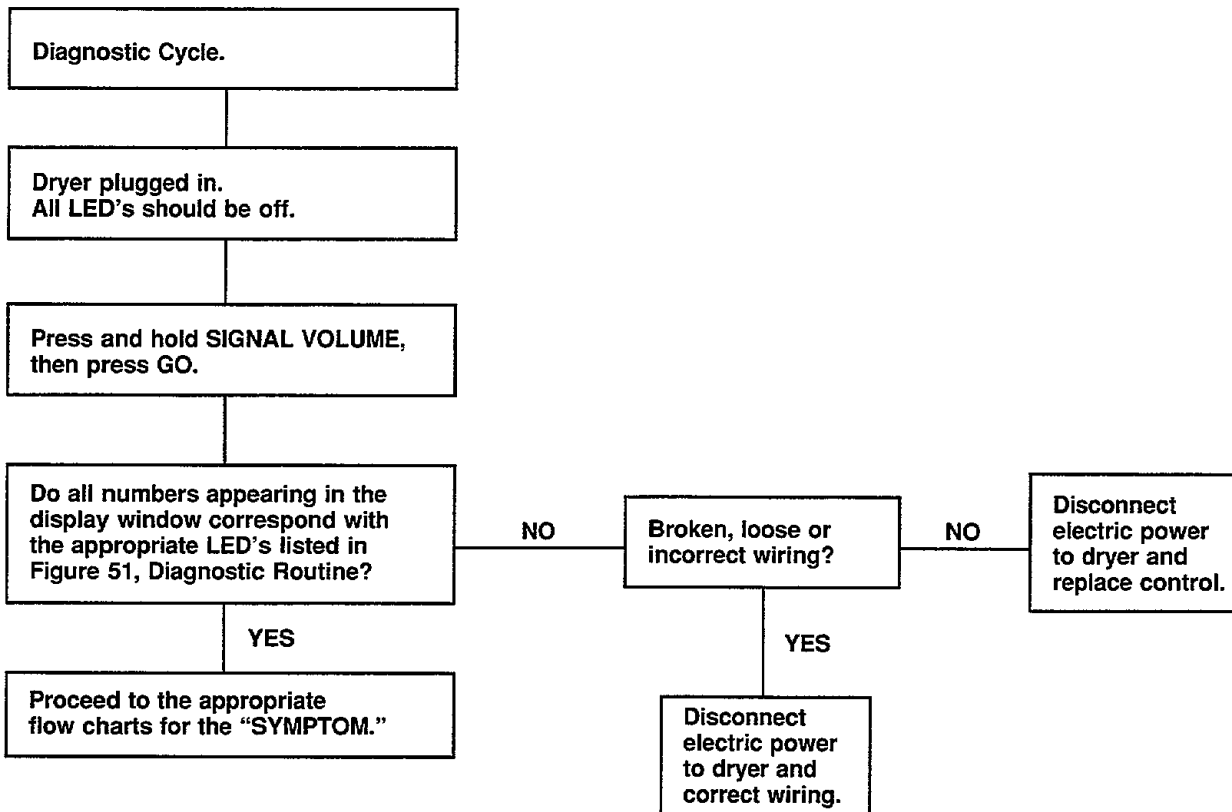 Diagnostic Cycle.
Dryer plugged in.
All LED's should be off.
Press and hold SIGNAL VOLUME,
then press GO.
Do all numbers appearing in the
display window correspond with
the appropriate LED's listed in
Figure 51, Diagnostic Routine?
NO
Broken, loose or
incorrect wiring?
NO
Disconnect
electric power
to dryer and
replace control.
YES
Proceed to the appropriate
flow charts for the “SYMPTOM.”
YES
Disconnect
electric power
to dryer and
correct wiring.